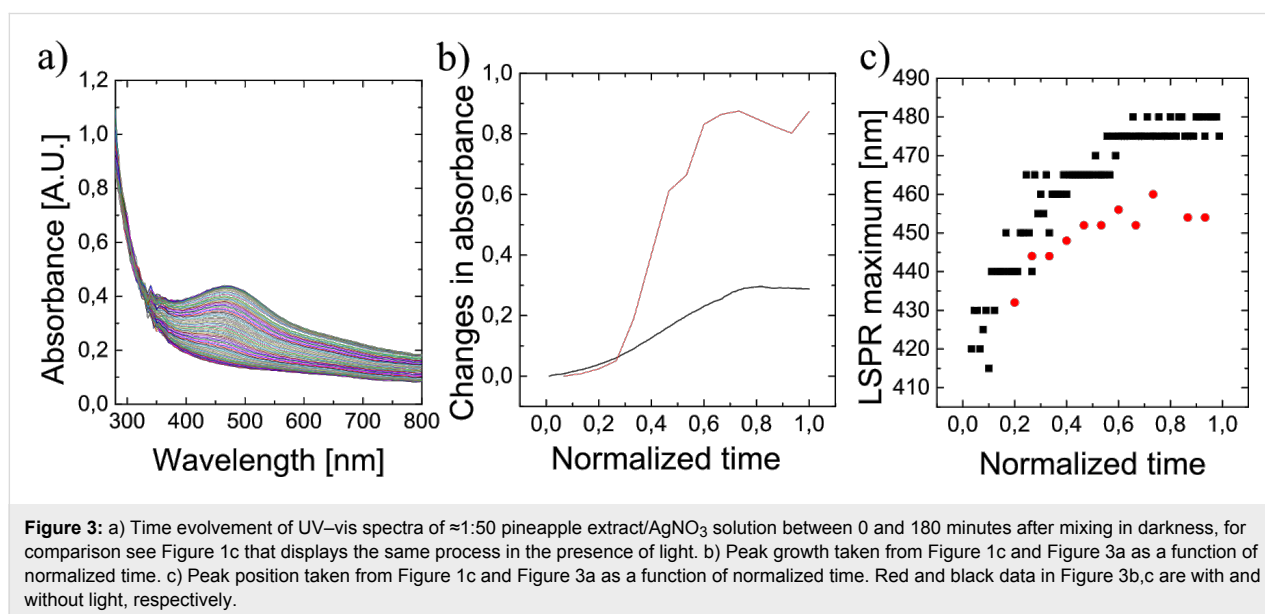 a)
1,2
1,0
0,8
0,6
0,4
0,2
0,0
Absorbance [A.U.]
300 400 500 600 700 800
Wavelength [nm]
b)
1,0
0,8
0,6
0,4
0,2
0,0
Changes in absorbance
0,0 0,2 0,4 0,6 0,8 1,0
Normalized time
c)
490
480
470
460
450
440
430
420
410
LSPR maximum [nm]
0,0 0,2 0,4 0,6 0,8 1,0
Normalized time
Figure 3: a) Time evolvement of UV–vis spectra of ≈1:50 pineapple extract/AgNO₃ solution between 0 and 180 minutes after mixing in darkness, for
comparison see Figure 1c that displays the same process in the presence of light. b) Peak growth taken from Figure 1c and Figure 3a as a function of
normalized time. c) Peak position taken from Figure 1c and Figure 3a as a function of normalized time. Red and black data in Figure 3b,c are with and
without light, respectively.